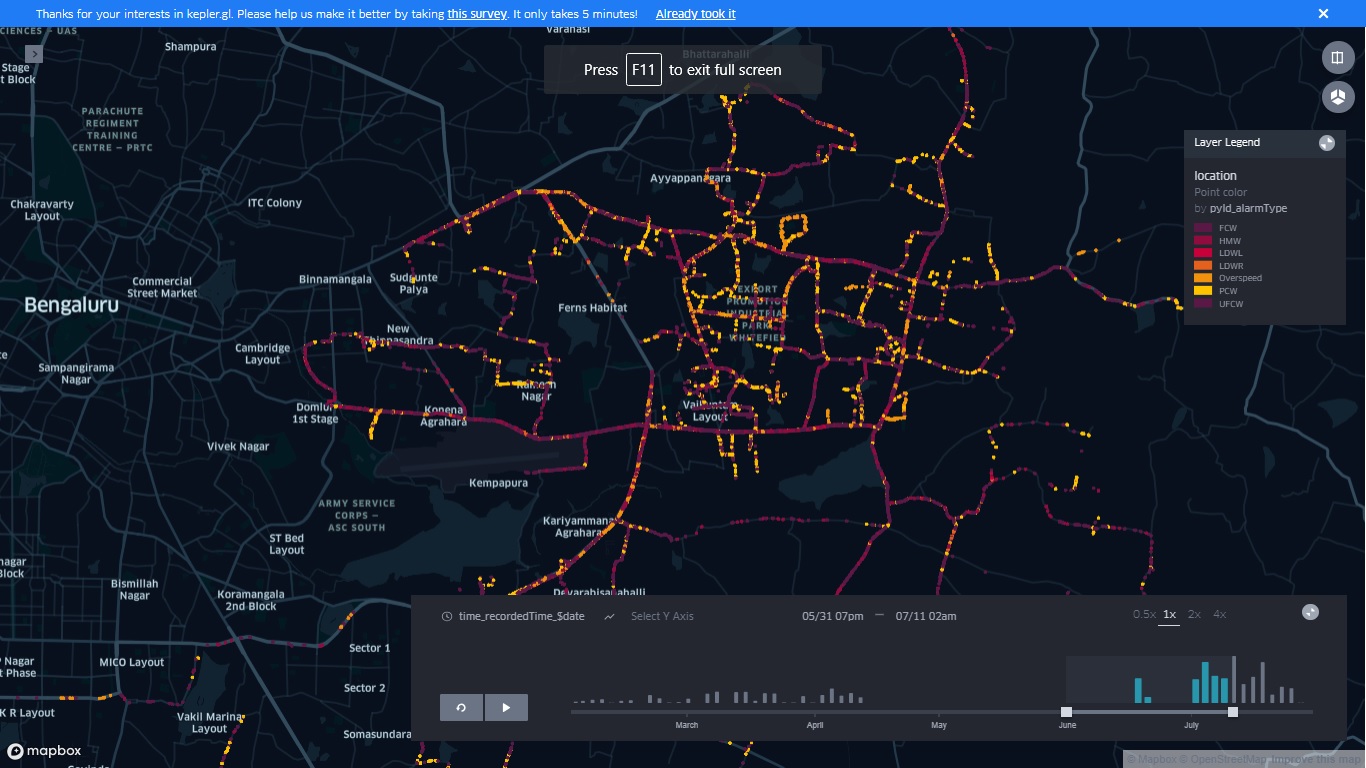 Thanks for your interests in kepler.gl. Please help us make it better by taking this survey. It only takes 5 minutes! Already took it
CIENCES – UAS
Shampura
Varanasi
Bhattarahalli
Press F11 to exit full screen
Stage
t Block
PARACHUTE
REGIMENT
TRAINING
CENTRE – PRTC
Layer Legend
location
Point color
by pyld_alarmType
FCW
HMW
LDWL
LDWR
Overspeed
PCW
UFCW
Ayyappanagara
Chakravarty
Layout
ITC Colony
Binnamangala
Sudgunte
Palya
Commercial
Street Market
Bengaluru
Ferns Habitat
EXPORT
PROMOTION
INDUSTRIAL
PARK
WHITEFIELD
New
Thippasandra
Cambridge
Layout
Sampangirama
Nagar
Nagar
Domlur
1st Stage
Konena
Agrahara
Layout
Vivek Nagar
Kempapura
ARMY SERVICE
CORPS –
ASC SOUTH
Kariyammana
Agrahara
ST Bed
Layout
nagar
Block
Bismillah
Nagar
Koramangala
2nd Block
Devarabisanahalli
time_recordedTime_$date
Select Y Axis
05/31 07pm — 07/11 02am
0.5x 1x 2x 4x
Sector 1
MICO Layout
P Nagar
t Phase
Sector 2
K R Layout
Vakil Marina
Layout
Somasundara
March
April
May
June
July
mapbox
© Mapbox © OpenStreetMap Improve this map